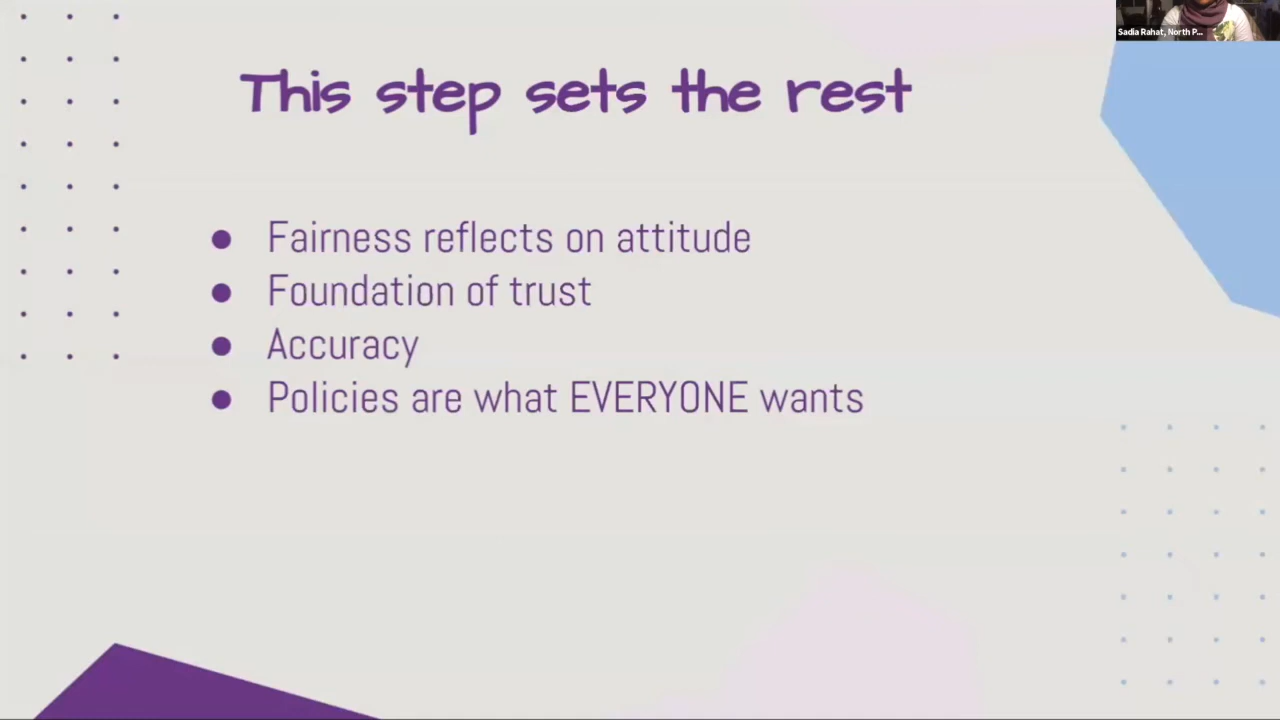 Sadia Rahat, North P...
This step sets the rest
● Fairness reflects on attitude
● Foundation of trust
● Accuracy
● Policies are what EVERYONE wants